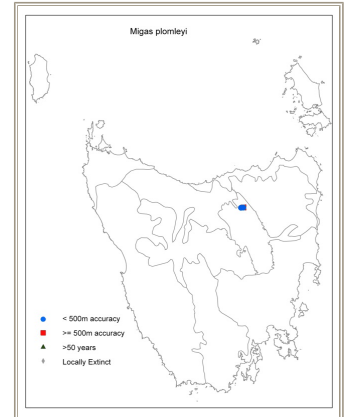 Migas plomleyi
< 500m accuracy
>= 500m accuracy
>50 years
Locally Extinct